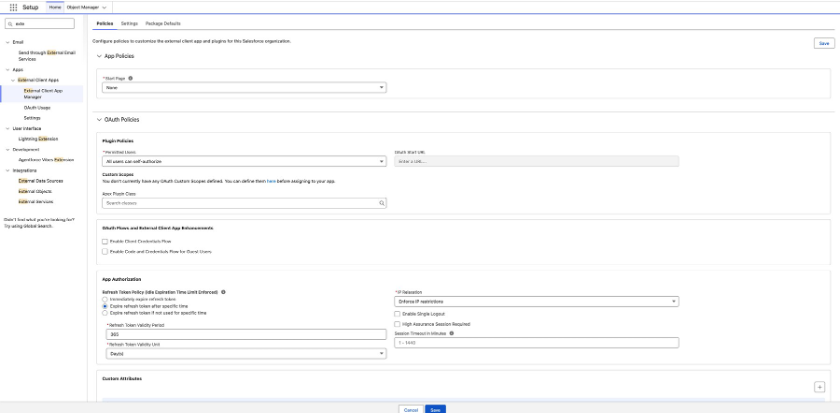 Setup Home Object Manager
exte
Policies Settings Package Defaults
Configure policies to customize the external client app and plugins for this Salesforce organization.
Save
Email
Send through External Email
Services
Apps
External Client Apps
External Client App
Manager
OAuth Usage
Settings
User Interface
Lightning Extension
Development
Agentforce Vibes Extension
Integrations
External Data Sources
External Objects
External Services
Didn't find what you're looking for?
Try using Global Search.
App Policies
*Start Page
None
OAuth Policies
Plugin Policies
*Permitted Users
All users can self-authorize
OAuth Start URL
Enter a URL...
Custom Scopes
You don't currently have any OAuth Custom Scopes defined. You can define them here before assigning to your app.
Apex Plugin Class
Search classes
OAuth Flows and External Client App Enhancements
Enable Client Credentials Flow
Enable Code and Credentials Flow for Guest Users
App Authorization
Refresh Token Policy (Idle Expiration Time Limit Enforced)
Immediately expire refresh token
Expire refresh token after specific time
Expire refresh token if not used for specific time
*Refresh Token Validity Period
365
*Refresh Token Validity Unit
Day(s)
*IP Relaxation
Enforce IP restrictions
Enable Single Logout
High Assurance Session Required
Session Timeout in Minutes
1 - 1440
Custom Attributes
Cancel Save